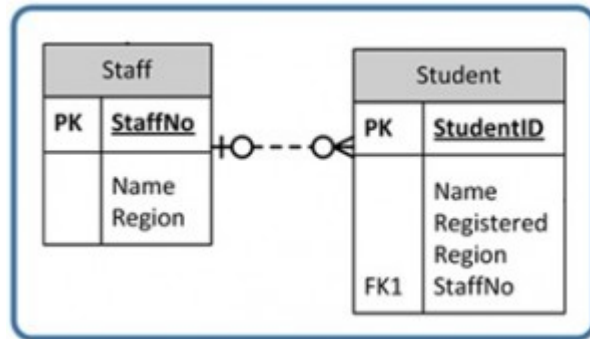 Staff
PK StaffNo
Name
Region
Student
PK StudentID
Name
Registered
Region
FK1 StaffNo